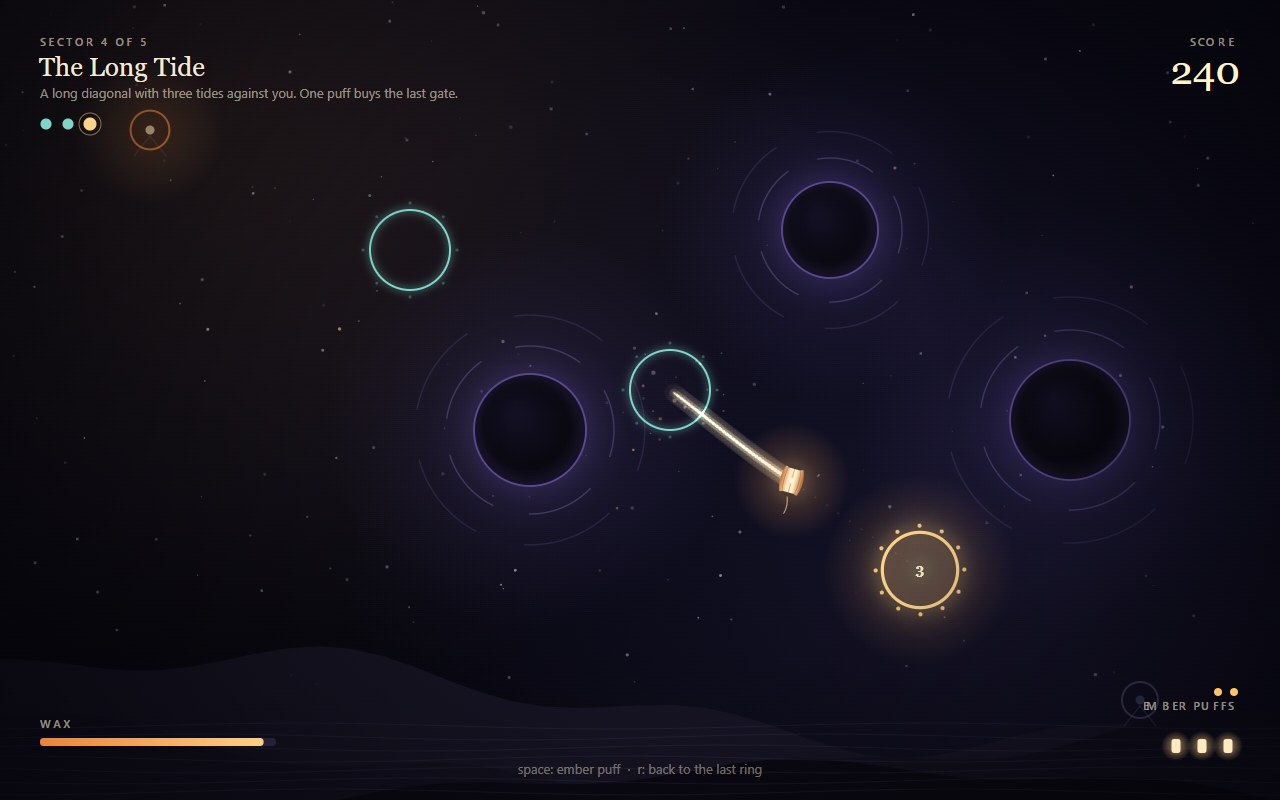 SECTOR 4 OF 5
The Long Tide
A long diagonal with three tides against you. One puff buys the last gate.
SCORE
240
3
EMBER PUFFS
WAX
space: ember puff · r: back to the last ring